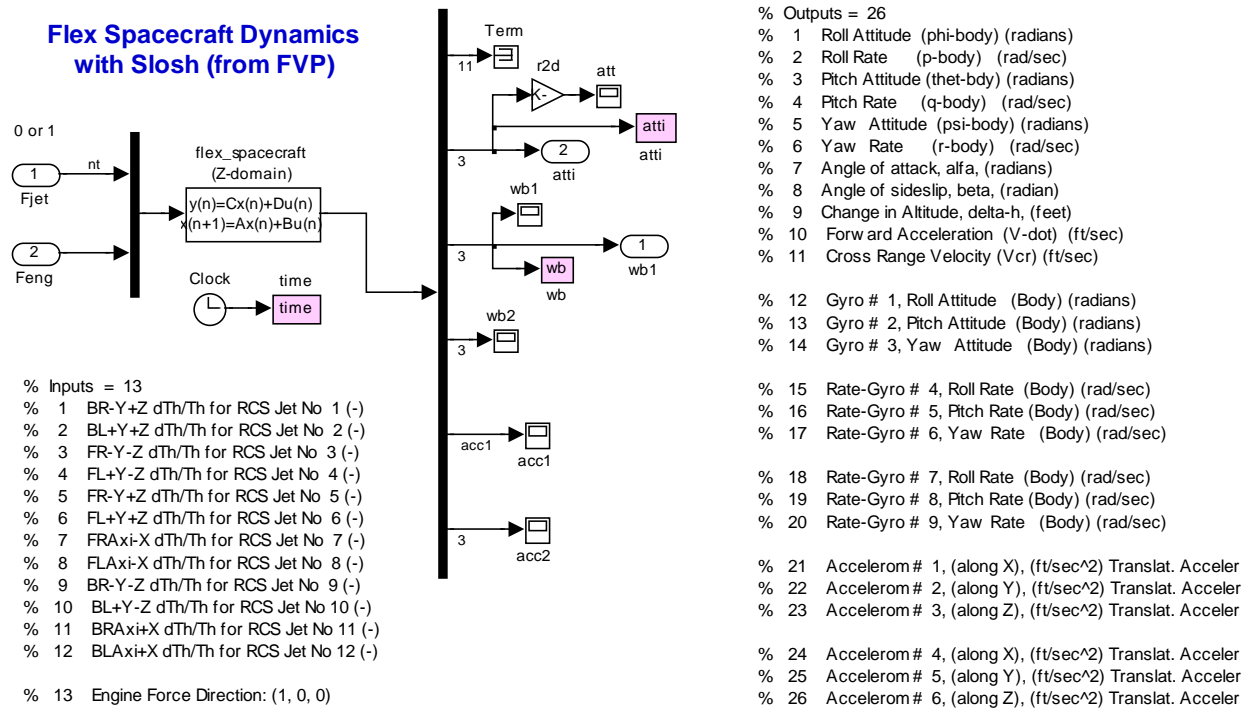 Flex Spacecraft Dynamics
with Slosh (from FVP)
0 or 1
1
Fjet
nt
2
Feng
flex_spacecraft
(Z-domain)
y(n)=Cx(n)+Du(n)
x(n+1)=Ax(n)+Bu(n)
Clock
time
time
Term
11
r2d
K-
att
atti
atti
3
2
atti
wb1
3
1
wb1
wb
wb
wb2
3
acc1
acc1
3
acc2
% Inputs = 13
% 1 BR-Y+Z dTh/Th for RCS Jet No 1 (-)
% 2 BL+Y+Z dTh/Th for RCS Jet No 2 (-)
% 3 FR-Y-Z dTh/Th for RCS Jet No 3 (-)
% 4 FL+Y-Z dTh/Th for RCS Jet No 4 (-)
% 5 FR-Y+Z dTh/Th for RCS Jet No 5 (-)
% 6 FL+Y+Z dTh/Th for RCS Jet No 6 (-)
% 7 FRAxi-X dTh/Th for RCS Jet No 7 (-)
% 8 FLAxi-X dTh/Th for RCS Jet No 8 (-)
% 9 BR-Y-Z dTh/Th for RCS Jet No 9 (-)
% 10 BL+Y-Z dTh/Th for RCS Jet No 10 (-)
% 11 BRAxi+X dTh/Th for RCS Jet No 11 (-)
% 12 BLAxi+X dTh/Th for RCS Jet No 12 (-)
% 13 Engine Force Direction: (1, 0, 0)
% Outputs = 26
% 1 Roll Attitude (phi-body) (radians)
% 2 Roll Rate (p-body) (rad/sec)
% 3 Pitch Attitude (thet-bdy) (radians)
% 4 Pitch Rate (q-body) (rad/sec)
% 5 Yaw Attitude (psi-body) (radians)
% 6 Yaw Rate (r-body) (rad/sec)
% 7 Angle of attack, alfa, (radians)
% 8 Angle of sideslip, beta, (radian)
% 9 Change in Altitude, delta-h, (feet)
% 10 Forward Acceleration (V-dot) (ft/sec)
% 11 Cross Range Velocity (Vcr) (ft/sec)
% 12 Gyro # 1, Roll Attitude (Body) (radians)
% 13 Gyro # 2, Pitch Attitude (Body) (radians)
% 14 Gyro # 3, Yaw Attitude (Body) (radians)
% 15 Rate-Gyro # 4, Roll Rate (Body) (rad/sec)
% 16 Rate-Gyro # 5, Pitch Rate (Body) (rad/sec)
% 17 Rate-Gyro # 6, Yaw Rate (Body) (rad/sec)
% 18 Rate-Gyro # 7, Roll Rate (Body) (rad/sec)
% 19 Rate-Gyro # 8, Pitch Rate (Body) (rad/sec)
% 20 Rate-Gyro # 9, Yaw Rate (Body) (rad/sec)
% 21 Accelerom # 1, (along X), (ft/sec^2) Translat. Acceler
% 22 Accelerom # 2, (along Y), (ft/sec^2) Translat. Acceler
% 23 Accelerom # 3, (along Z), (ft/sec^2) Translat. Acceler
% 24 Accelerom # 4, (along X), (ft/sec^2) Translat. Acceler
% 25 Accelerom # 5, (along Y), (ft/sec^2) Translat. Acceler
% 26 Accelerom # 6, (along Z), (ft/sec^2) Translat. Acceler